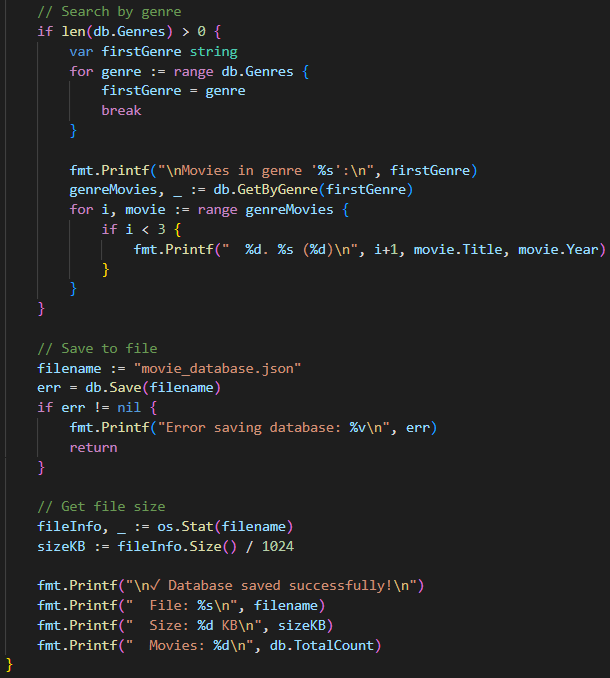 // Search by genre
    if len(db.Genres) > 0 {
        var firstGenre string
        for genre := range db.Genres {
            firstGenre = genre
            break
        }

        fmt.Printf("\nMovies in genre '%s':\n", firstGenre)
        genreMovies, _ := db.GetByGenre(firstGenre)
        for i, movie := range genreMovies {
            if i < 3 {
                fmt.Printf("  %d. %s (%d)\n", i+1, movie.Title, movie.Year)
            }
        }
    }

    // Save to file
    filename := "movie_database.json"
    err = db.Save(filename)
    if err != nil {
        fmt.Printf("Error saving database: %v\n", err)
        return
    }

    // Get file size
    fileInfo, _ := os.Stat(filename)
    sizeKB := fileInfo.Size() / 1024

    fmt.Printf("\n✓ Database saved successfully!\n")
    fmt.Printf("  File: %s\n", filename)
    fmt.Printf("  Size: %d KB\n", sizeKB)
    fmt.Printf("  Movies: %d\n", db.TotalCount)
}